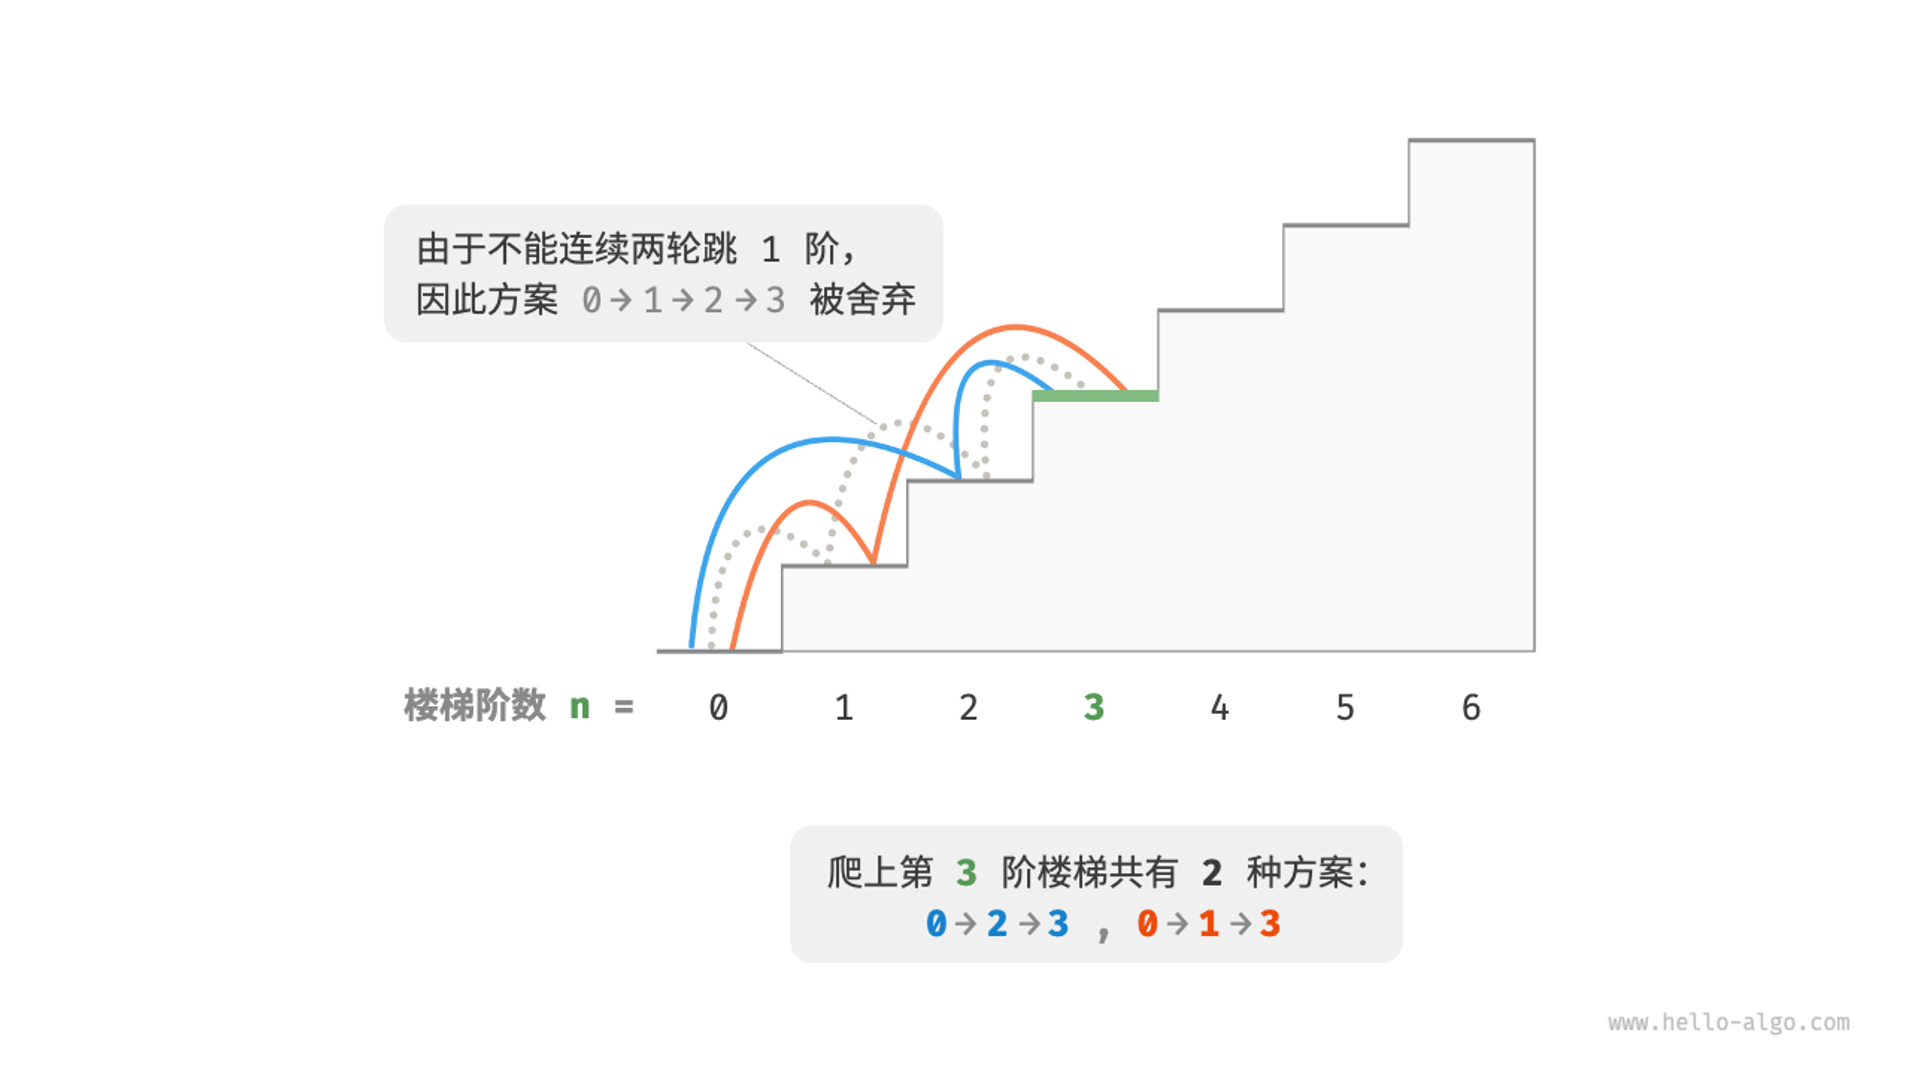 由于不能连续两轮跳 1 阶，
因此方案 0→1→2→3 被舍弃
楼梯阶数 n = 0 1 2 3 4 5 6
爬上第 3 阶楼梯共有 2 种方案：
0→2→3 , 0→1→3
www.hello-algo.com